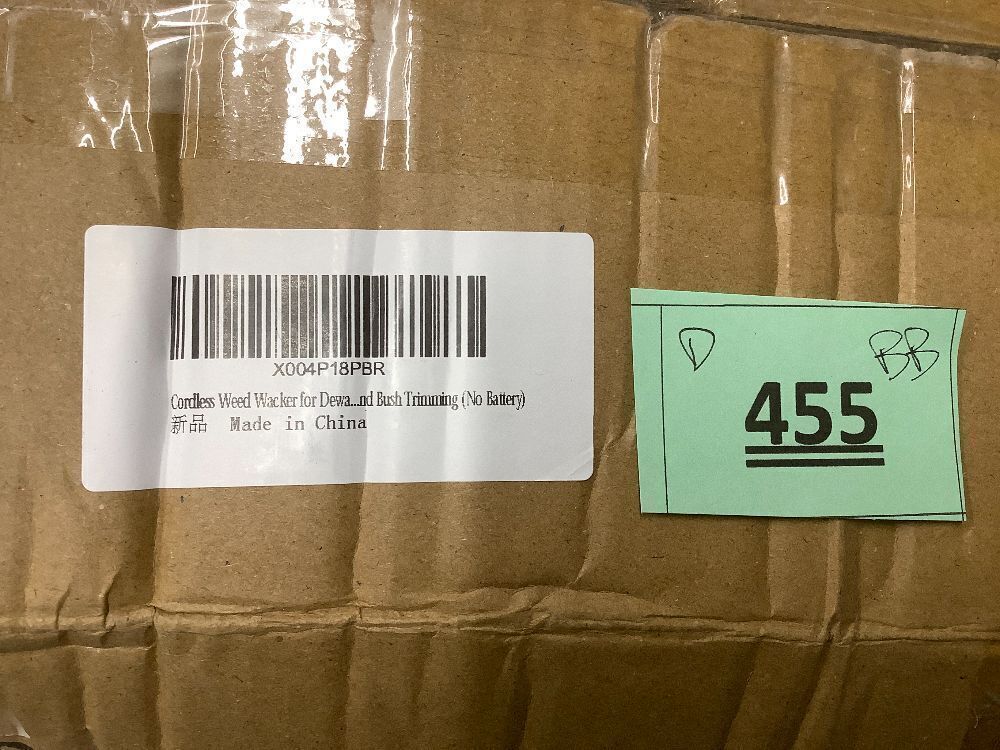 X004P18PBR
Cordless Weed Wacker for Dewa...nd Bush Trimming (No Battery)
新品 Made in China
D BB
455